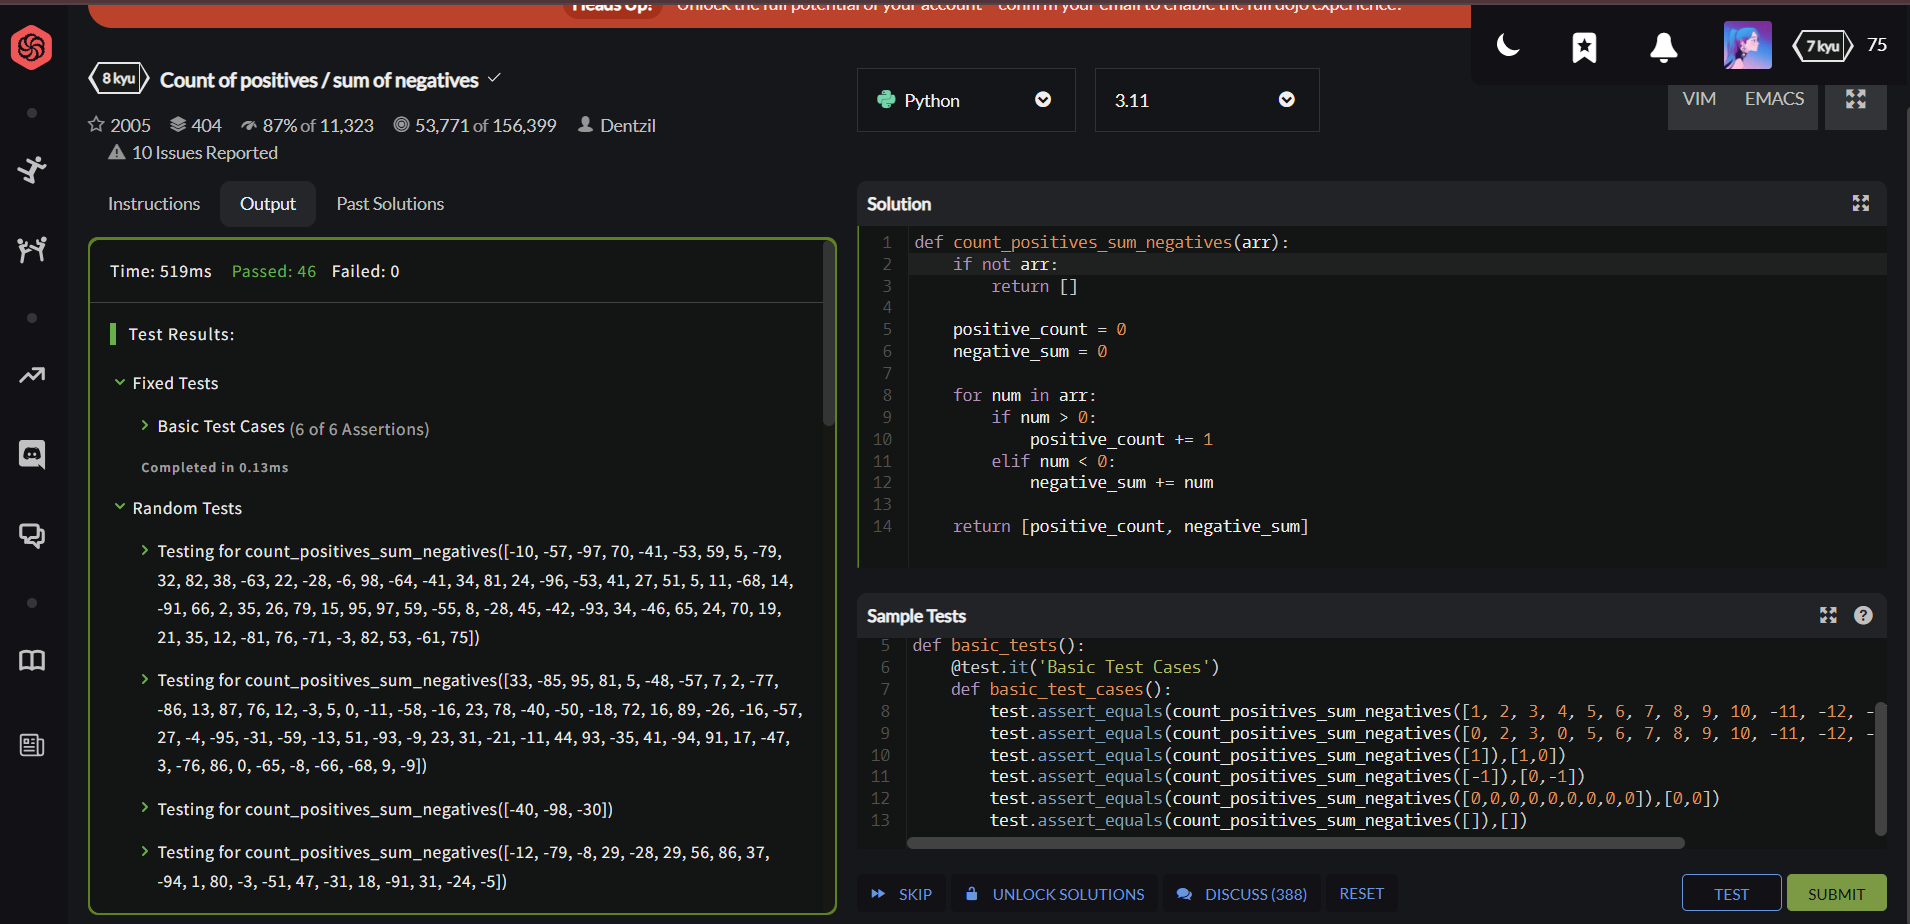 Heads Up! Unlock the full potential of your account – confirm your email to enable the full dojo experience.
7 kyu 75
8 kyu Count of positives / sum of negatives
2005 404 87% of 11,323 53,771 of 156,399 Dentzil
10 Issues Reported
Python 3.11 VIM EMACS
Instructions Output Past Solutions
Time: 519ms Passed: 46 Failed: 0
Test Results:
Fixed Tests
Basic Test Cases (6 of 6 Assertions)
Completed in 0.13ms
Random Tests
Testing for count_positives_sum_negatives([-10, -57, -97, 70, -41, -53, 59, 5, -79,
32, 82, 38, -63, 22, -28, -6, 98, -64, -41, 34, 81, 24, -96, -53, 41, 27, 51, 5, 11, -68, 14,
-91, 66, 2, 35, 26, 79, 15, 95, 97, 59, -55, 8, -28, 45, -42, -93, 34, -46, 65, 24, 70, 19,
21, 35, 12, -81, 76, -71, -3, 82, 53, -61, 75])
Testing for count_positives_sum_negatives([33, -85, 95, 81, 5, -48, -57, 7, 2, -77,
-86, 13, 87, 76, 12, -3, 5, 0, -11, -58, -16, 23, 78, -40, -50, -18, 72, 16, 89, -26, -16, -57,
27, -4, -95, -31, -59, -13, 51, -93, -9, 23, 31, -21, -11, 44, 93, -35, 41, -94, 91, 17, -47,
3, -76, 86, 0, -65, -8, -66, -68, 9, -9])
Testing for count_positives_sum_negatives([-40, -98, -30])
Testing for count_positives_sum_negatives([-12, -79, -8, 29, -28, 29, 56, 86, 37,
-94, 1, 80, -3, -51, 47, -31, 18, -91, 31, -24, -5])
Solution
1 def count_positives_sum_negatives(arr):
2 if not arr:
3 return []
4
5 positive_count = 0
6 negative_sum = 0
7
8 for num in arr:
9 if num > 0:
10 positive_count += 1
11 elif num < 0:
12 negative_sum += num
13
14 return [positive_count, negative_sum]
Sample Tests
5 def basic_tests():
6 @test.it('Basic Test Cases')
7 def basic_test_cases():
8 test.assert_equals(count_positives_sum_negatives([1, 2, 3, 4, 5, 6, 7, 8, 9, 10, -11, -12, -
9 test.assert_equals(count_positives_sum_negatives([0, 2, 3, 0, 5, 6, 7, 8, 9, 10, -11, -12, -
10 test.assert_equals(count_positives_sum_negatives([1]),[1,0])
11 test.assert_equals(count_positives_sum_negatives([-1]),[0,-1])
12 test.assert_equals(count_positives_sum_negatives([0,0,0,0,0,0,0,0,0]),[0,0])
13 test.assert_equals(count_positives_sum_negatives([]),[])
SKIP UNLOCK SOLUTIONS DISCUSS (388) RESET TEST SUBMIT